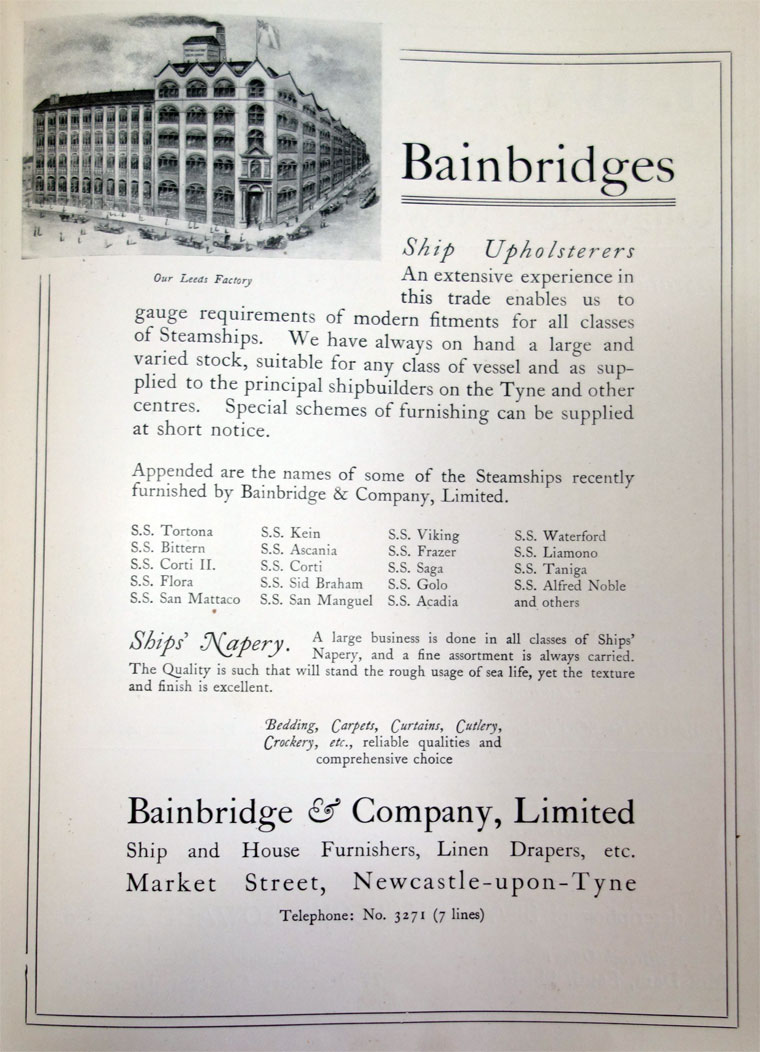 Our Leeds Factory
Bainbridges
Ship Upholsterers
An extensive experience in
this trade enables us to
gauge requirements of modern fitments for all classes
of Steamships. We have always on hand a large and
varied stock, suitable for any class of vessel and as sup-
plied to the principal shipbuilders on the Tyne and other
centres. Special schemes of furnishing can be supplied
at short notice.
Appended are the names of some of the Steamships recently
furnished by Bainbridge & Company, Limited.
S.S. Tortona
S.S. Bittern
S.S. Corti II.
S.S. Flora
S.S. San Mattaco
S.S. Kein
S.S. Ascania
S.S. Corti
S.S. Sid Braham
S.S. San Manguel
S.S. Viking
S.S. Frazer
S.S. Saga
S.S. Golo
S.S. Acadia
S.S. Waterford
S.S. Liamono
S.S. Taniga
S.S. Alfred Noble
and others
Ships' Napery. A large business is done in all classes of Ships'
Napery, and a fine assortment is always carried.
The Quality is such that will stand the rough usage of sea life, yet the texture
and finish is excellent.
Bedding, Carpets, Curtains, Cutlery,
Crockery, etc., reliable qualities and
comprehensive choice
Bainbridge & Company, Limited
Ship and House Furnishers, Linen Drapers, etc.
Market Street, Newcastle-upon-Tyne
Telephone: No. 3271 (7 lines)